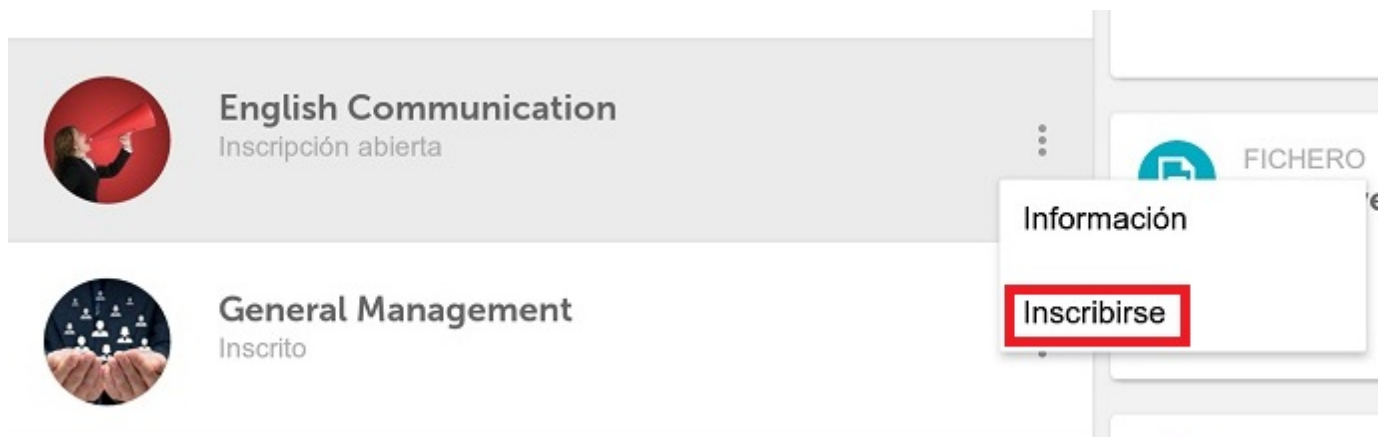 English Communication
Inscripción abierta
General Management
Inscrito
FICHERO
Información
Inscribirse